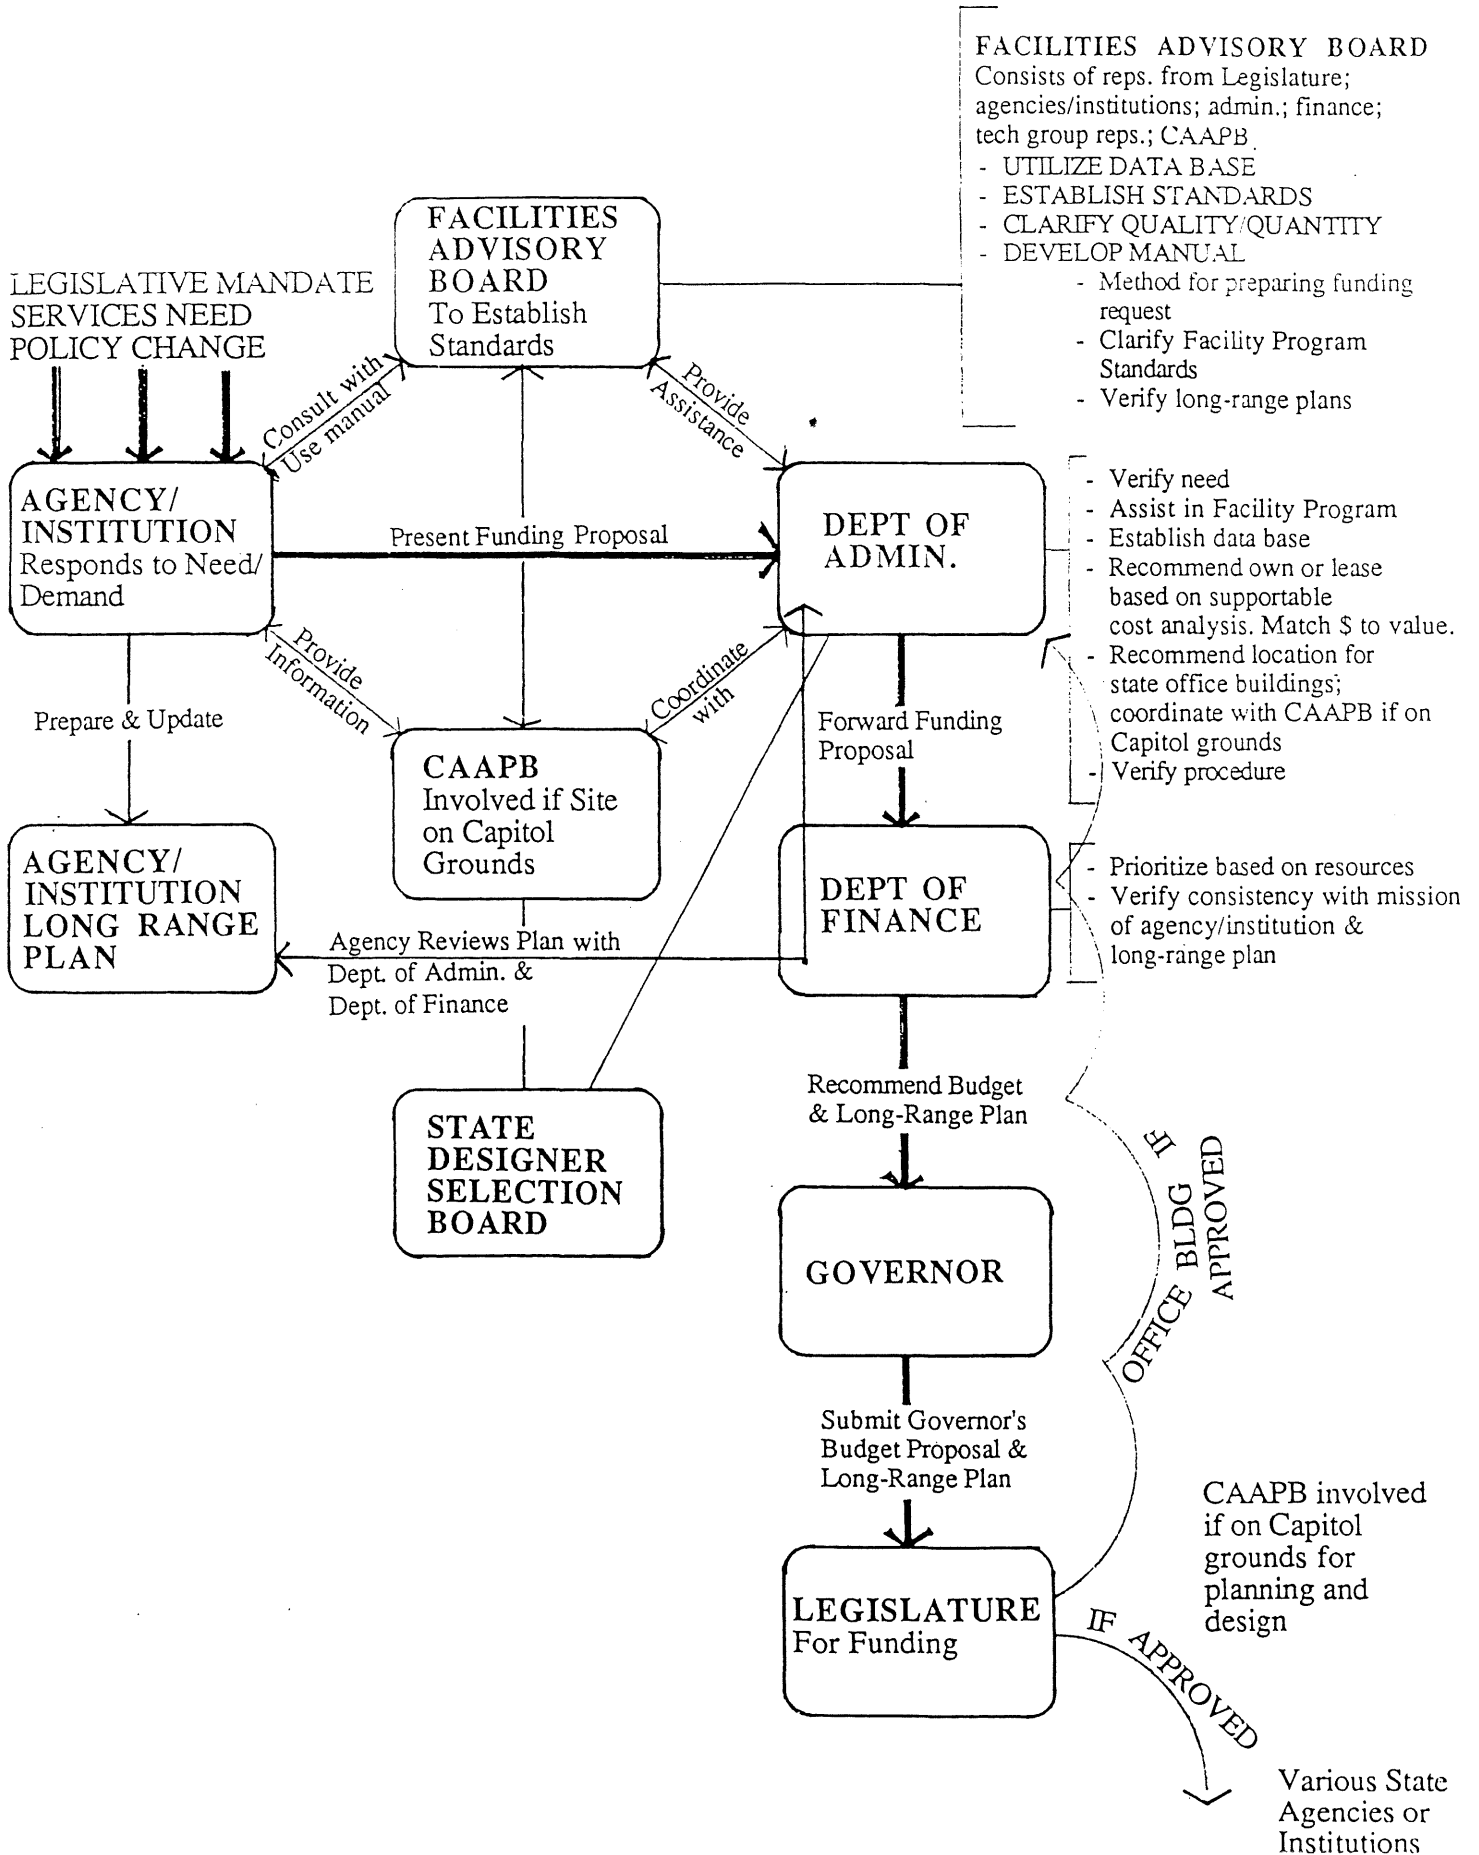 FACILITIES ADVISORY BOARD
Consists of reps. from Legislature;
agencies/institutions; admin.; finance;
tech group reps.; CAAPB
- UTILIZE DATA BASE
- ESTABLISH STANDARDS
- CLARIFY QUALITY/QUANTITY
- DEVELOP MANUAL
- Method for preparing funding
request
- Clarify Facility Program
Standards
- Verify long-range plans
FACILITIES
ADVISORY
BOARD
To Establish
Standards
LEGISLATIVE MANDATE
SERVICES NEED
POLICY CHANGE
Consult with
Use manual
Provide
Assistance
AGENCY/
INSTITUTION
Responds to Need/
Demand
Present Funding Proposal
DEPT OF
ADMIN.
- Verify need
- Assist in Facility Program
- Establish data base
- Recommend own or lease
based on supportable
cost analysis. Match $ to value.
- Recommend location for
state office buildings;
coordinate with CAAPB if on
Capitol grounds
- Verify procedure
Provide
Information
Coordinate
with
Prepare & Update
Forward Funding
Proposal
CAAPB
Involved if Site
on Capitol
Grounds
AGENCY/
INSTITUTION
LONG RANGE
PLAN
DEPT OF
FINANCE
- Prioritize based on resources
- Verify consistency with mission
of agency/institution &
long-range plan
Agency Reviews Plan with
Dept. of Admin. &
Dept. of Finance
Recommend Budget
& Long-Range Plan
STATE
DESIGNER
SELECTION
BOARD
IF
OFFICE BLDG
APPROVED
GOVERNOR
Submit Governor's
Budget Proposal &
Long-Range Plan
CAAPB involved
if on Capitol
grounds for
planning and
design
LEGISLATURE
For Funding
IF APPROVED
Various State
Agencies or
Institutions